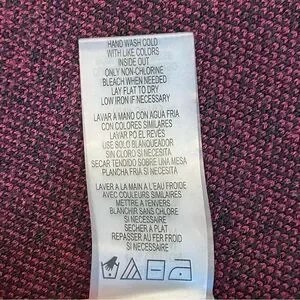 HAND WASH COLD
WITH LIKE COLORS
INSIDE OUT
ONLY NON-CHLORINE
BLEACH WHEN NEEDED
LAY FLAT TO DRY
LOW IRON IF NECESSARY
LAVAR A MANO CON AGUA FRIA
CON COLORES SIMILARES
LAVAR PO EL REVÉS
USE SOLO BLANQUEADOR
SIN CLORO SI NECESITA
SECAR TENDIDO SOBRE UNA MESA
PLANCHA FRIA SI NECESITA
LAVER A LA MAIN A L'EAU FROIDE
AVEC COULEURS SIMILAIRES
METTRE A L'ENVERS
BLANCHIR SANS CHLORE
SI NECESSAIRE
SECHER A PLAT
REPASSER AU FER FROID
SI NECESSAIRE